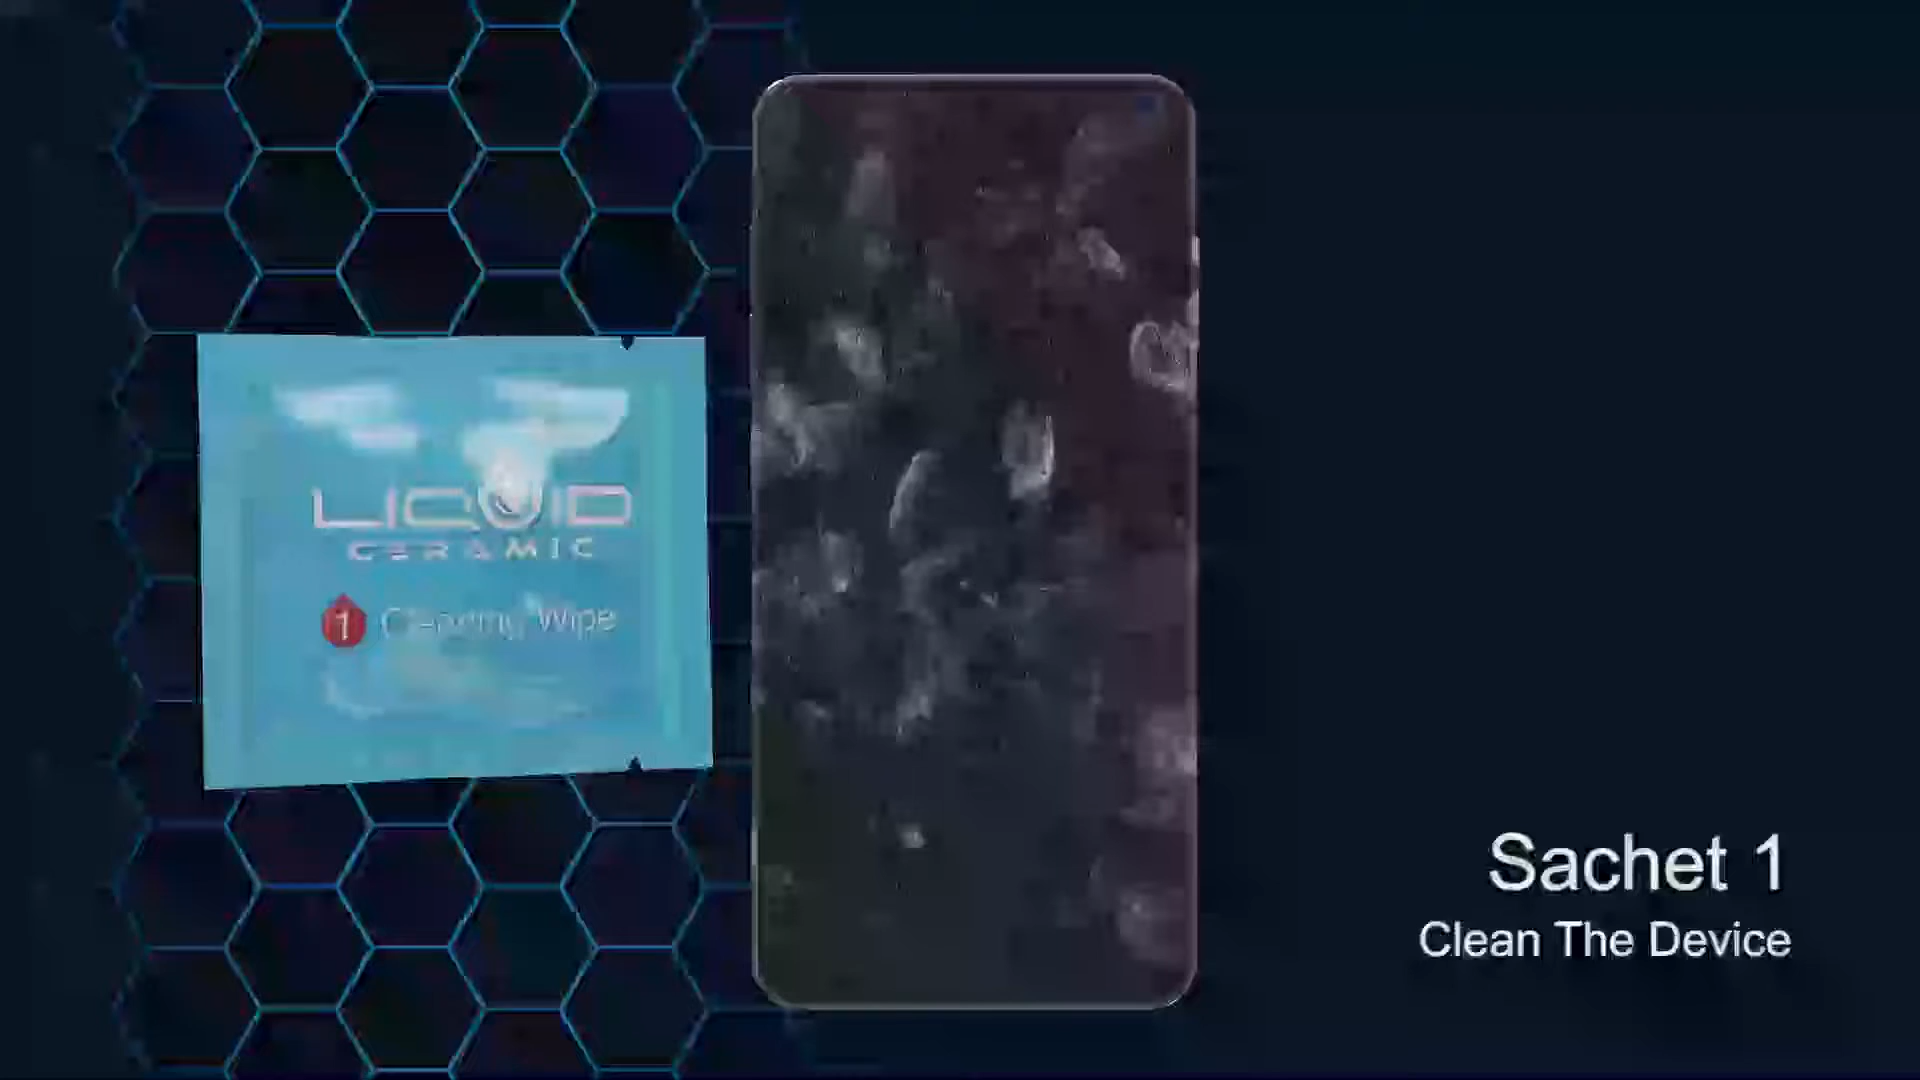 LIQUID
CERAMIC
1 Cleaning Wipe
Sachet 1
Clean The Device